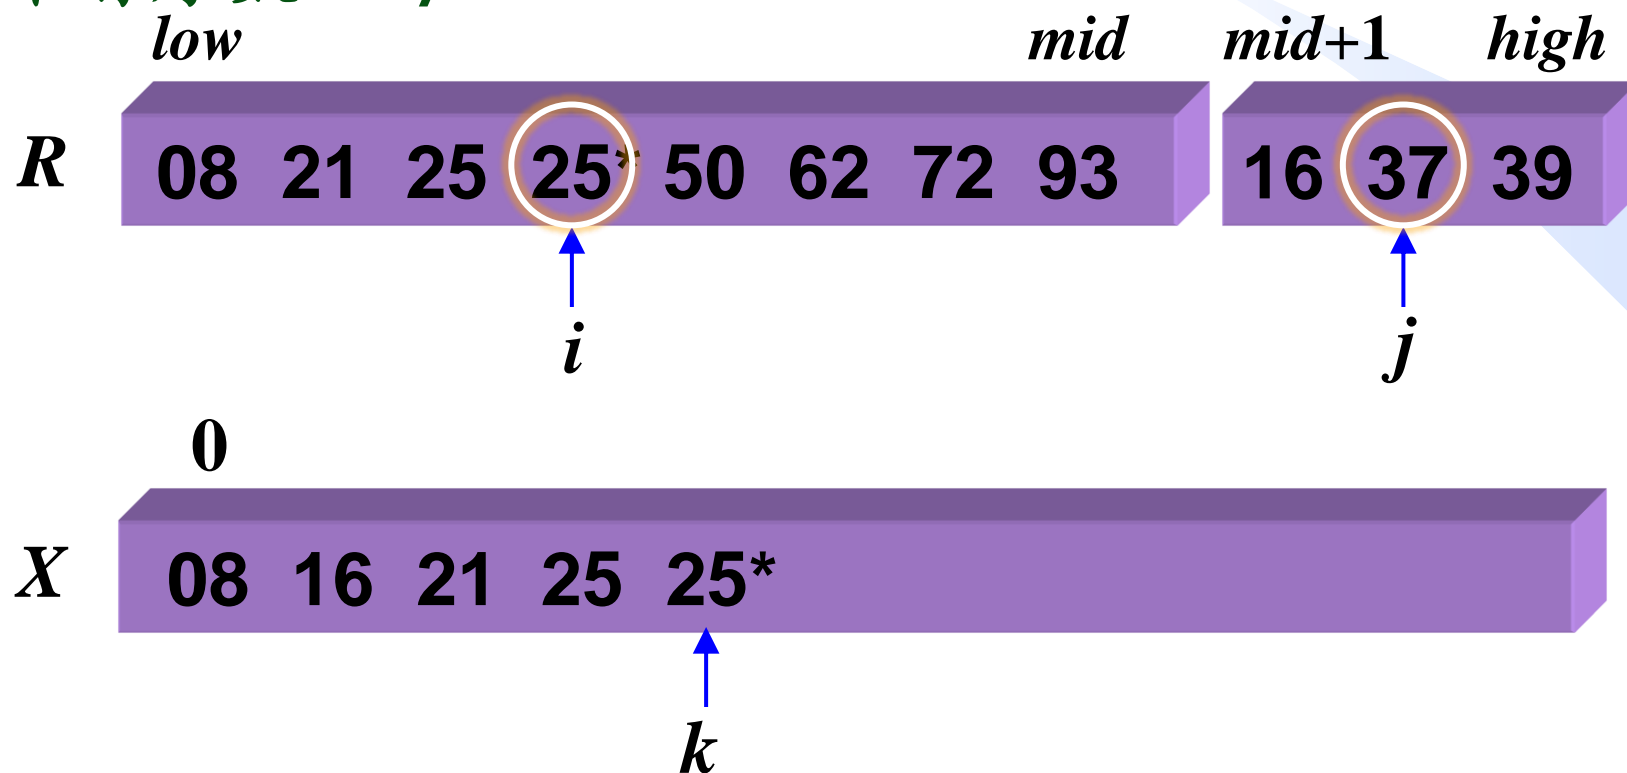 low mid mid+1 high
R 08 21 25 25* 50 62 72 93 16 37 39
i j
0
X 08 16 21 25 25*
k